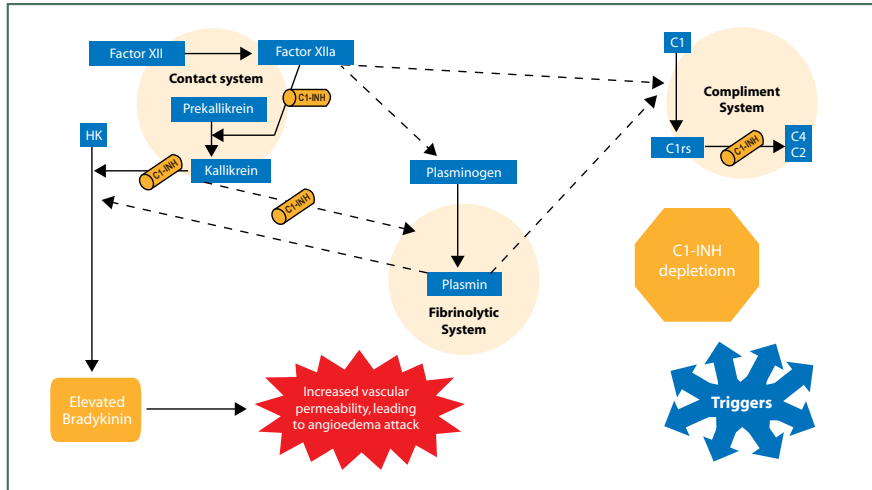 Factor XII
Factor XIIa
Contact system
C1-INH
Prekallikrein
HK
C1-INH
Kallikrein
C1-INH
Plasminogen
Plasmin
Fibrinolytic
System
C1
Compliment
System
C1rs
C1-INH
C4
C2
C1-INH
depletionn
Elevated
Bradykinin
Increased vascular
permeability, leading
to angioedema attack
Triggers